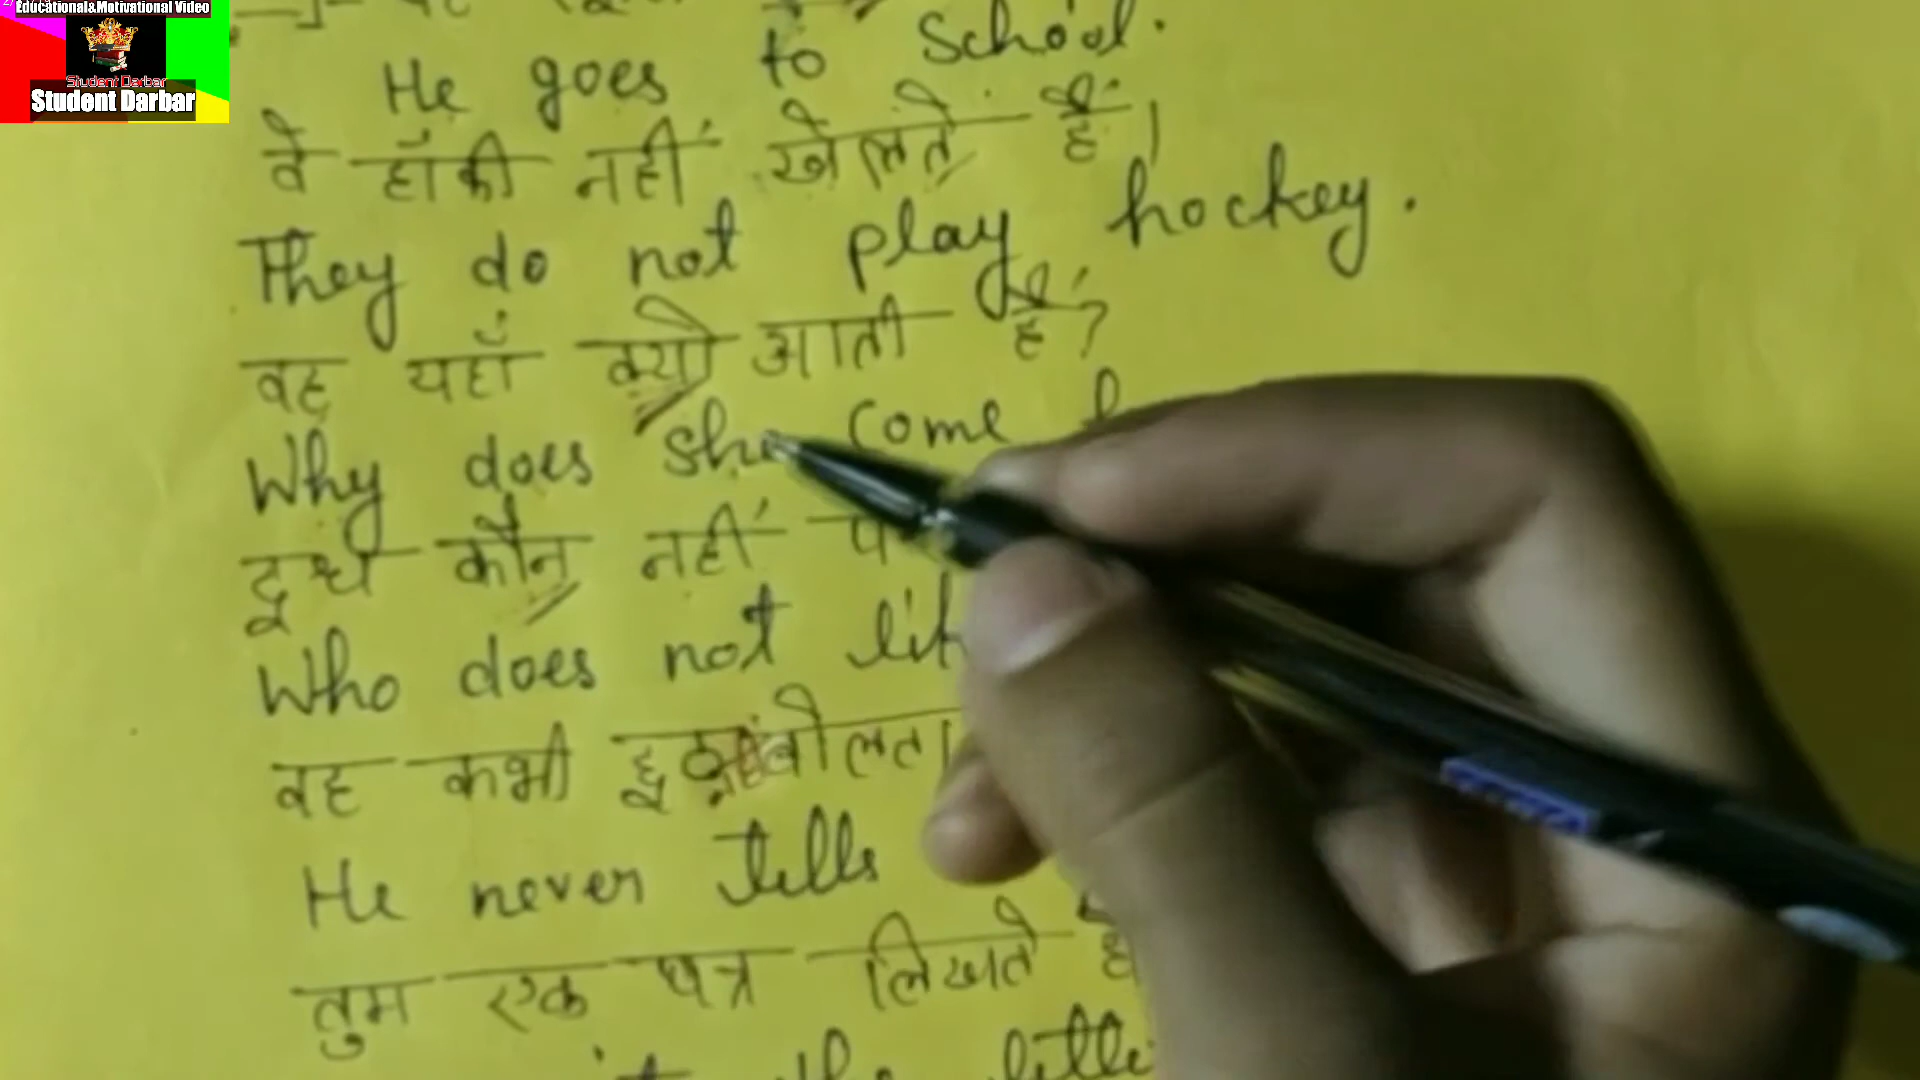 Educational&Motivational Video
Student Darbar
Student Darbar
He goes to School.
वे हॉकी नहीं खेलते हैं।
They do not play hockey.
वह यहाँ क्यों आती हैं?
Why does she come
दूध कौन नहीं
Who does not
वह कभी झूठ बोलता
He never tells
तुम एक पत्र लिखते